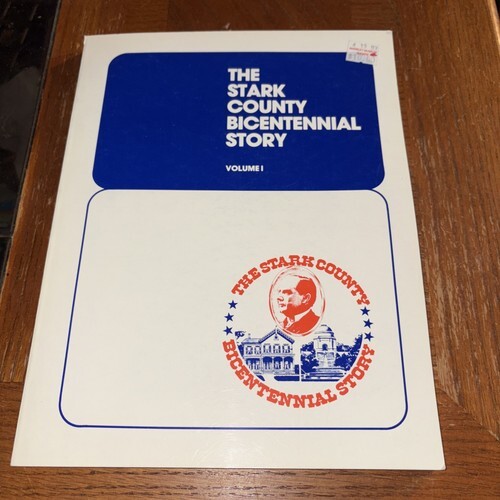 THE
STARK
COUNTY
BICENTENNIAL
STORY
VOLUME I
THE STARK COUNTY
BICENTENNIAL STORY